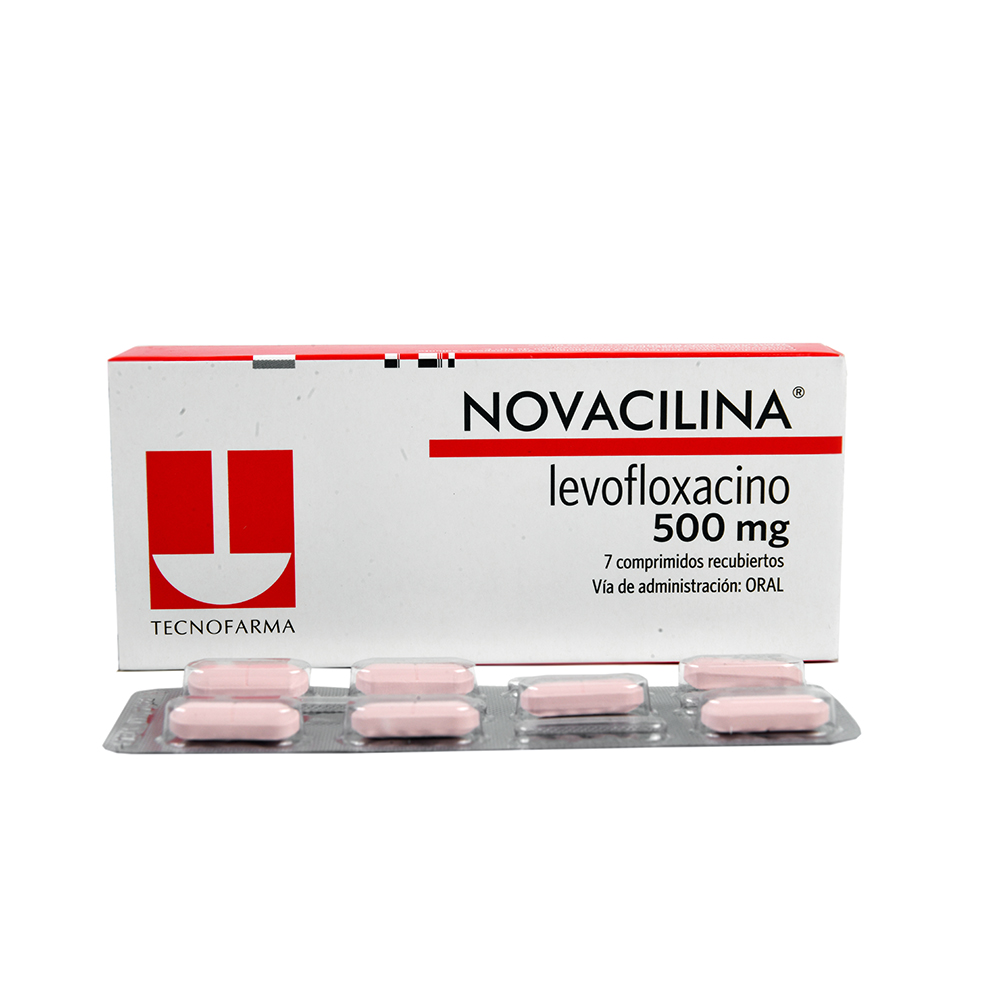 NOVACILINA®
levofloxacino
500 mg
7 comprimidos recubiertos
Vía de administración: ORAL
TECNOFARMA